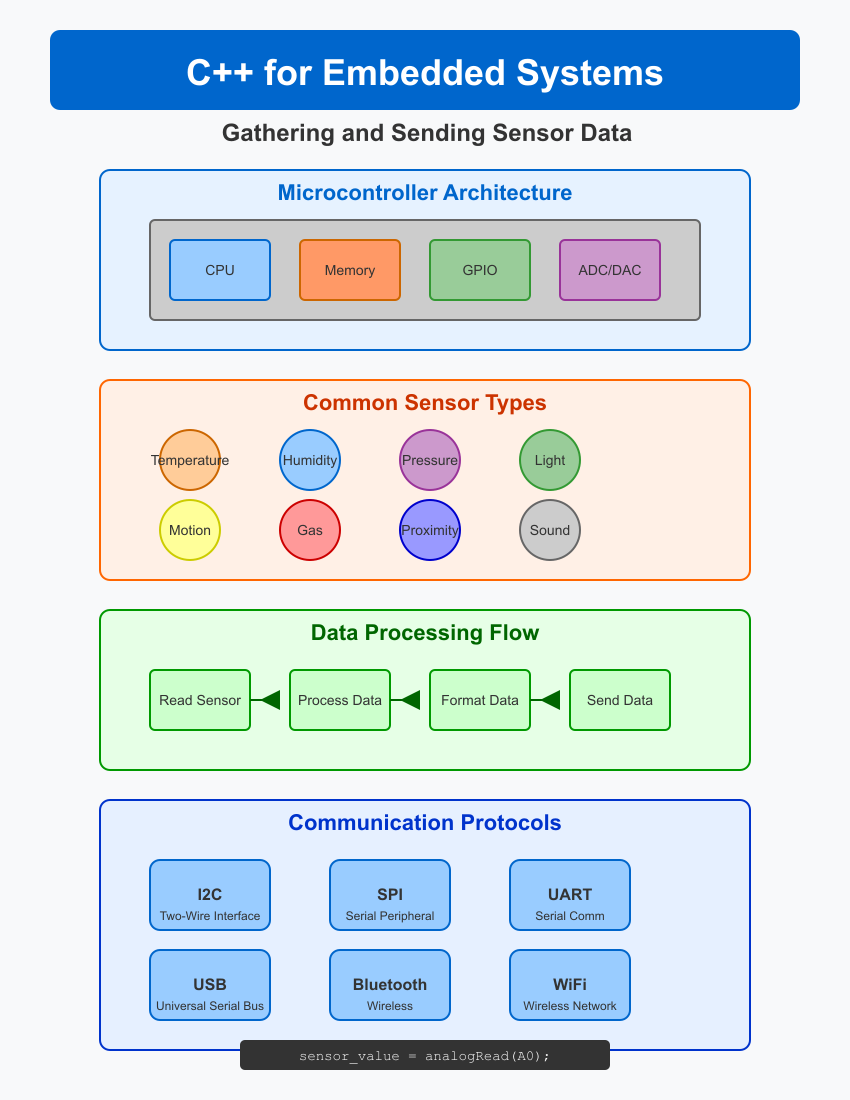 C++ for Embedded Systems
Gathering and Sending Sensor Data
Microcontroller Architecture
CPU
Memory
GPIO
ADC/DAC
Common Sensor Types
Temperature
Humidity
Pressure
Light
Motion
Gas
Proximity
Sound
Data Processing Flow
Read Sensor
Process Data
Format Data
Send Data
Communication Protocols
I2C
Two-Wire Interface
SPI
Serial Peripheral
UART
Serial Comm
USB
Universal Serial Bus
Bluetooth
Wireless
WiFi
Wireless Network
sensor_value = analogRead(A0);